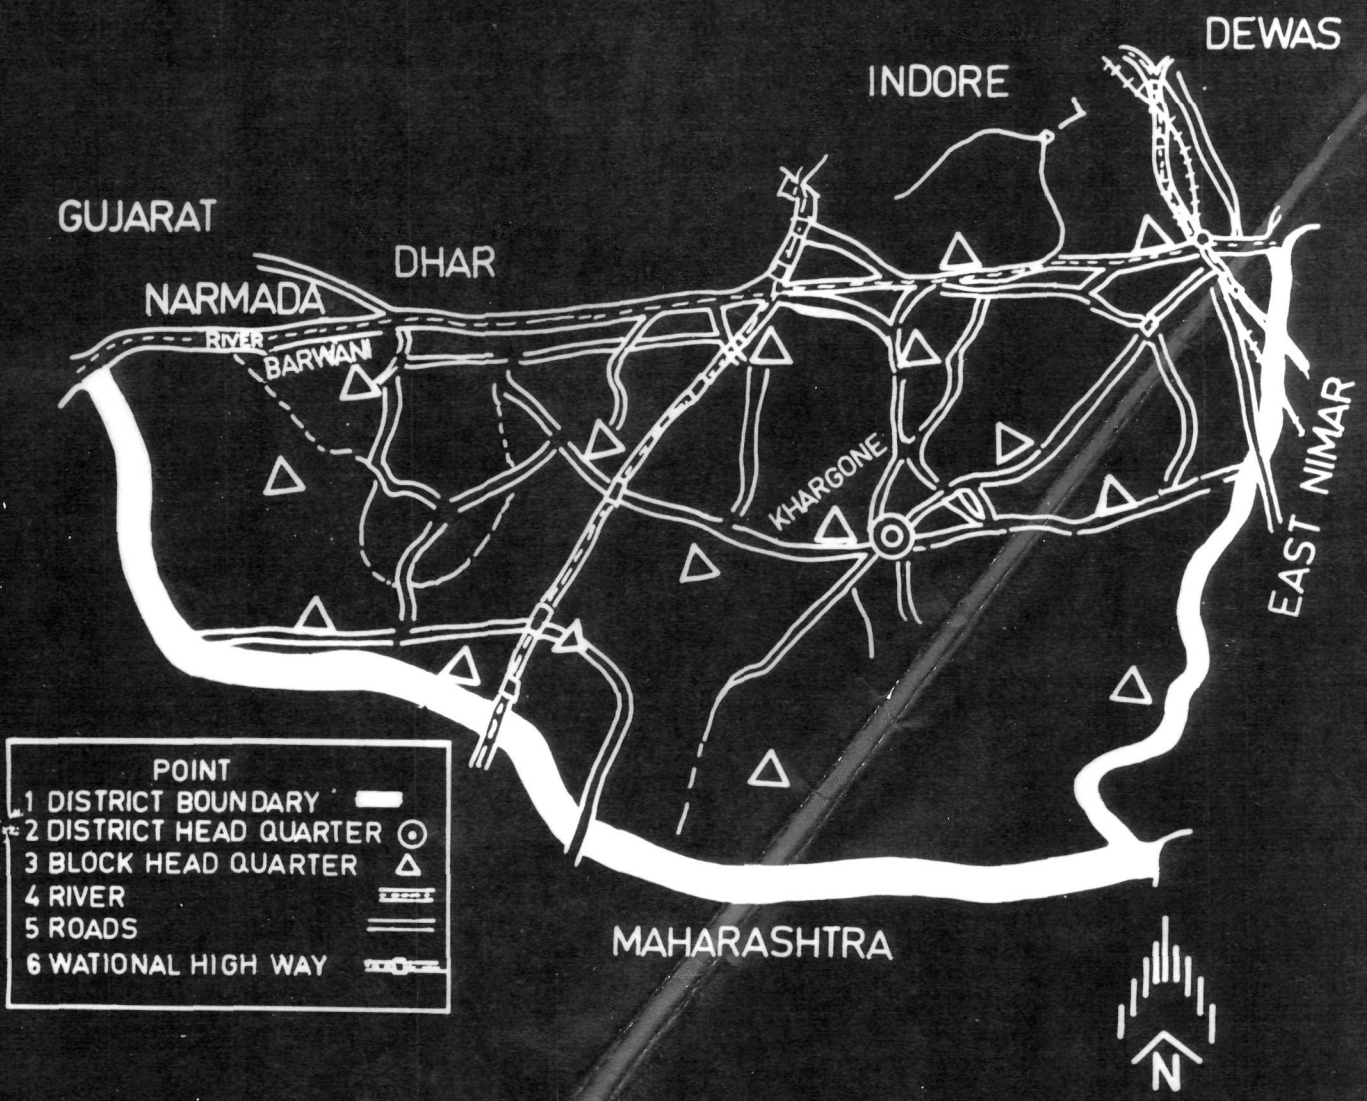 DEWAS
INDORE
GUJARAT
DHAR
NARMADA
RIVER
BARWANI
KHARGONE
EAST NIMAR
POINT
1 DISTRICT BOUNDARY
2 DISTRICT HEAD QUARTER
3 BLOCK HEAD QUARTER
4 RIVER
5 ROADS
6 WATIONAL HIGH WAY
MAHARASHTRA
N